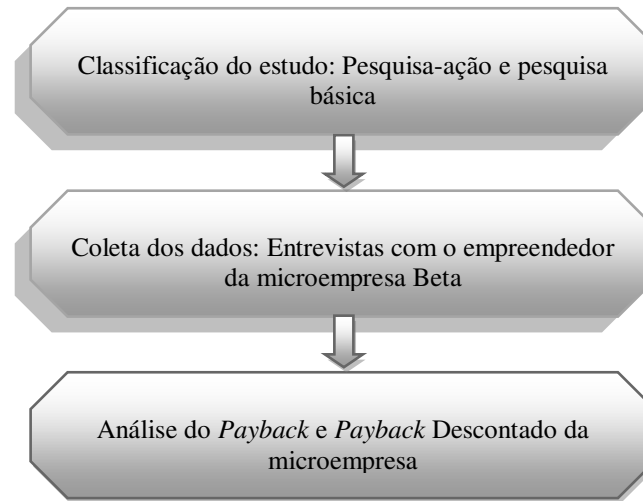 Classificação do estudo: Pesquisa-ação e pesquisa
básica
Coleta dos dados: Entrevistas com o empreendedor
da microempresa Beta
Análise do Payback e Payback Descontado da
microempresa